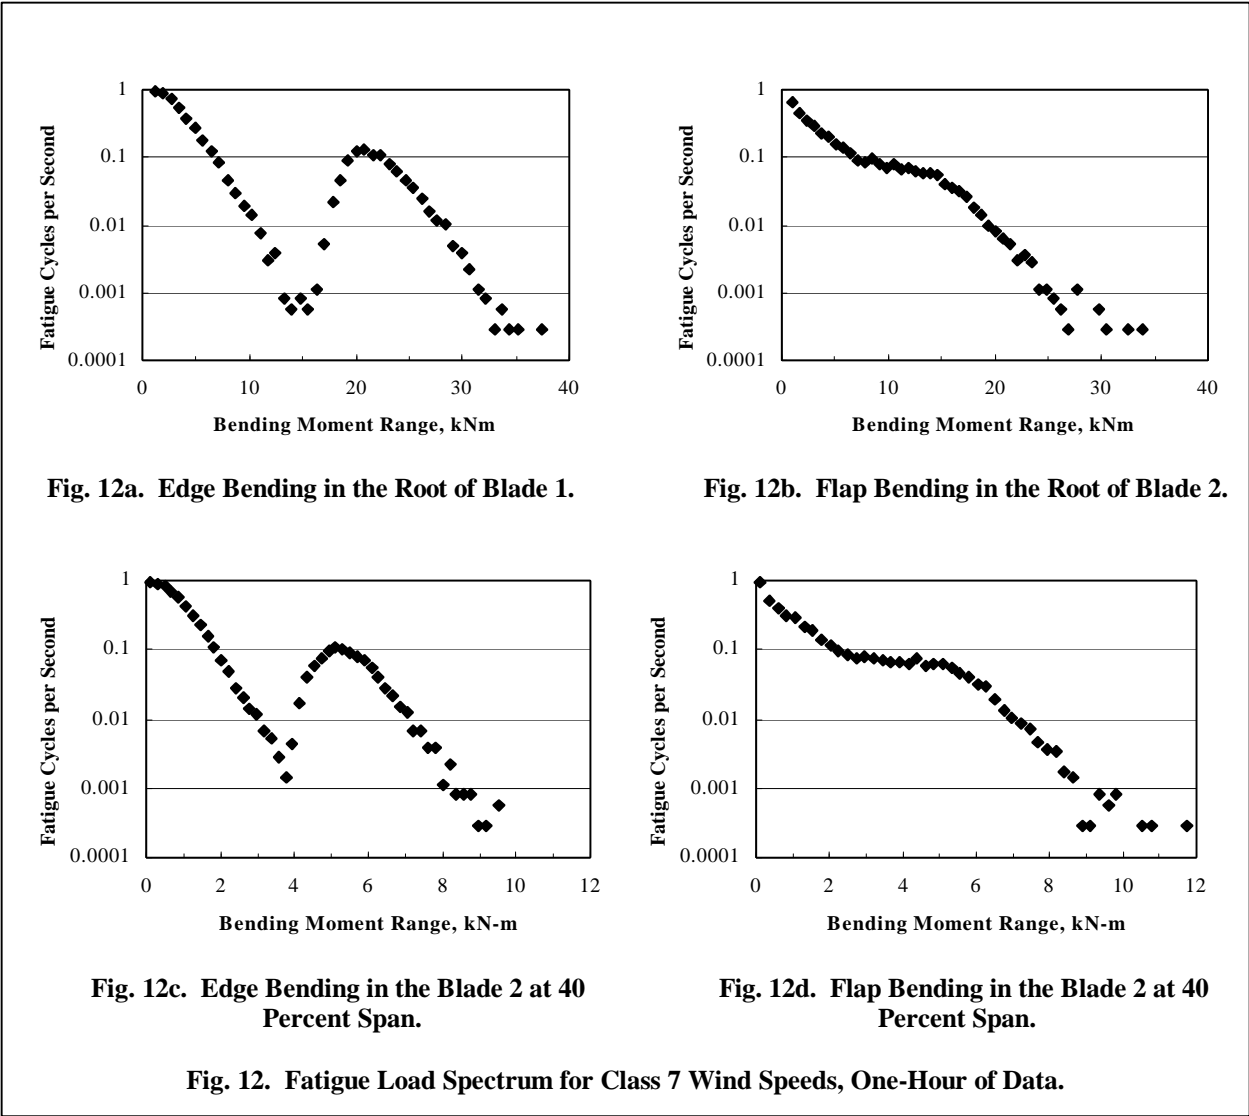 1
0.1
0.01
0.001
0.0001
Fatigue Cycles per Second
0 10 20 30 40
Bending Moment Range, kNm
Fig. 12a. Edge Bending in the Root of Blade 1.
1
0.1
0.01
0.001
0.0001
Fatigue Cycles per Second
0 10 20 30 40
Bending Moment Range, kNm
Fig. 12b. Flap Bending in the Root of Blade 2.
1
0.1
0.01
0.001
0.0001
Fatigue Cycles per Second
0 2 4 6 8 10 12
Bending Moment Range, kN-m
Fig. 12c. Edge Bending in the Blade 2 at 40
Percent Span.
1
0.1
0.01
0.001
0.0001
Fatigue Cycles per Second
0 2 4 6 8 10 12
Bending Moment Range, kN-m
Fig. 12d. Flap Bending in the Blade 2 at 40
Percent Span.
Fig. 12. Fatigue Load Spectrum for Class 7 Wind Speeds, One-Hour of Data.